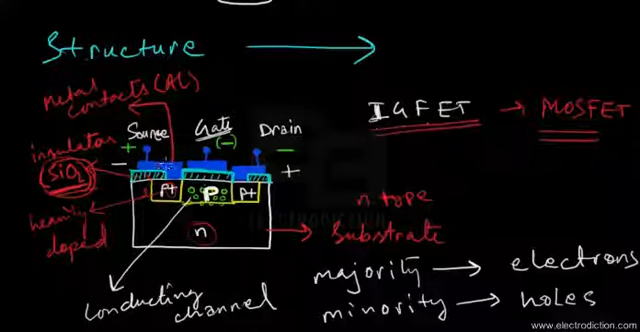 Structure
Metal
contacts (Al)
IGFET → MOSFET
insulator
Source Gate Drain
+ (-) -
- +
SiO2
P+ P P+
n type
heavily
doped
n
Substrate
majority → electrons
conducting
channel
minority → holes
www.electrodiction.com